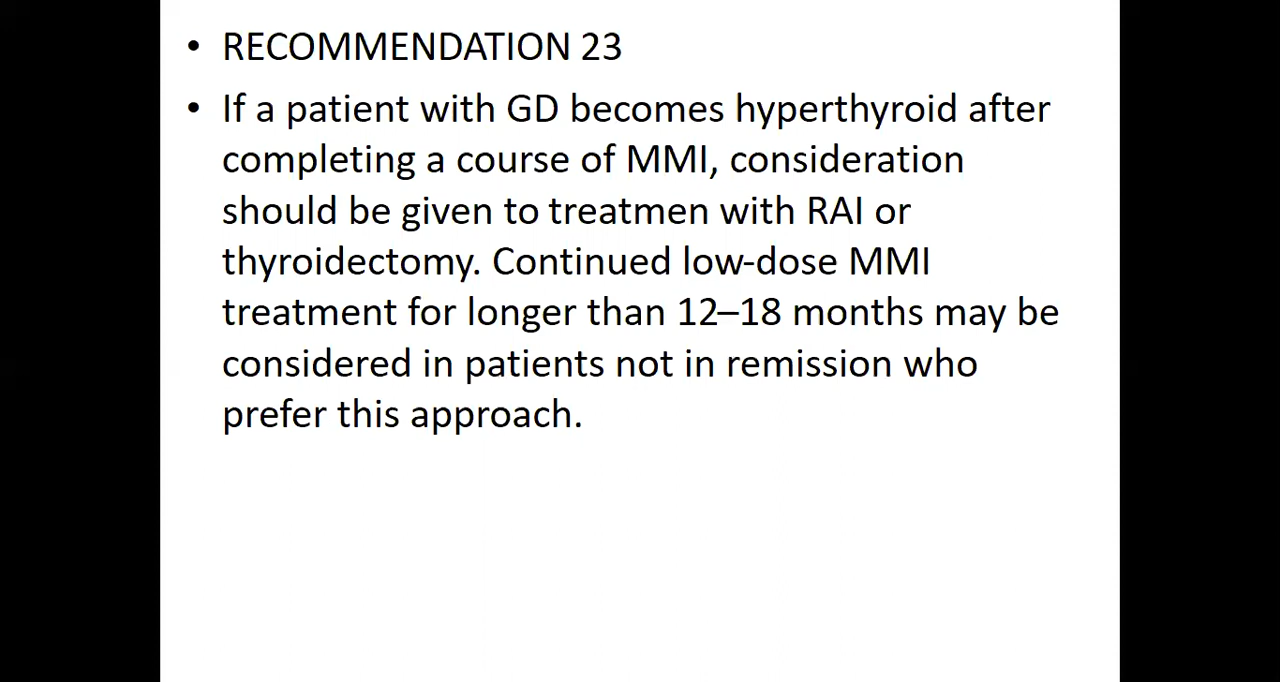 • RECOMMENDATION 23
• If a patient with GD becomes hyperthyroid after
completing a course of MMI, consideration
should be given to treatmen with RAI or
thyroidectomy. Continued low-dose MMI
treatment for longer than 12–18 months may be
considered in patients not in remission who
prefer this approach.